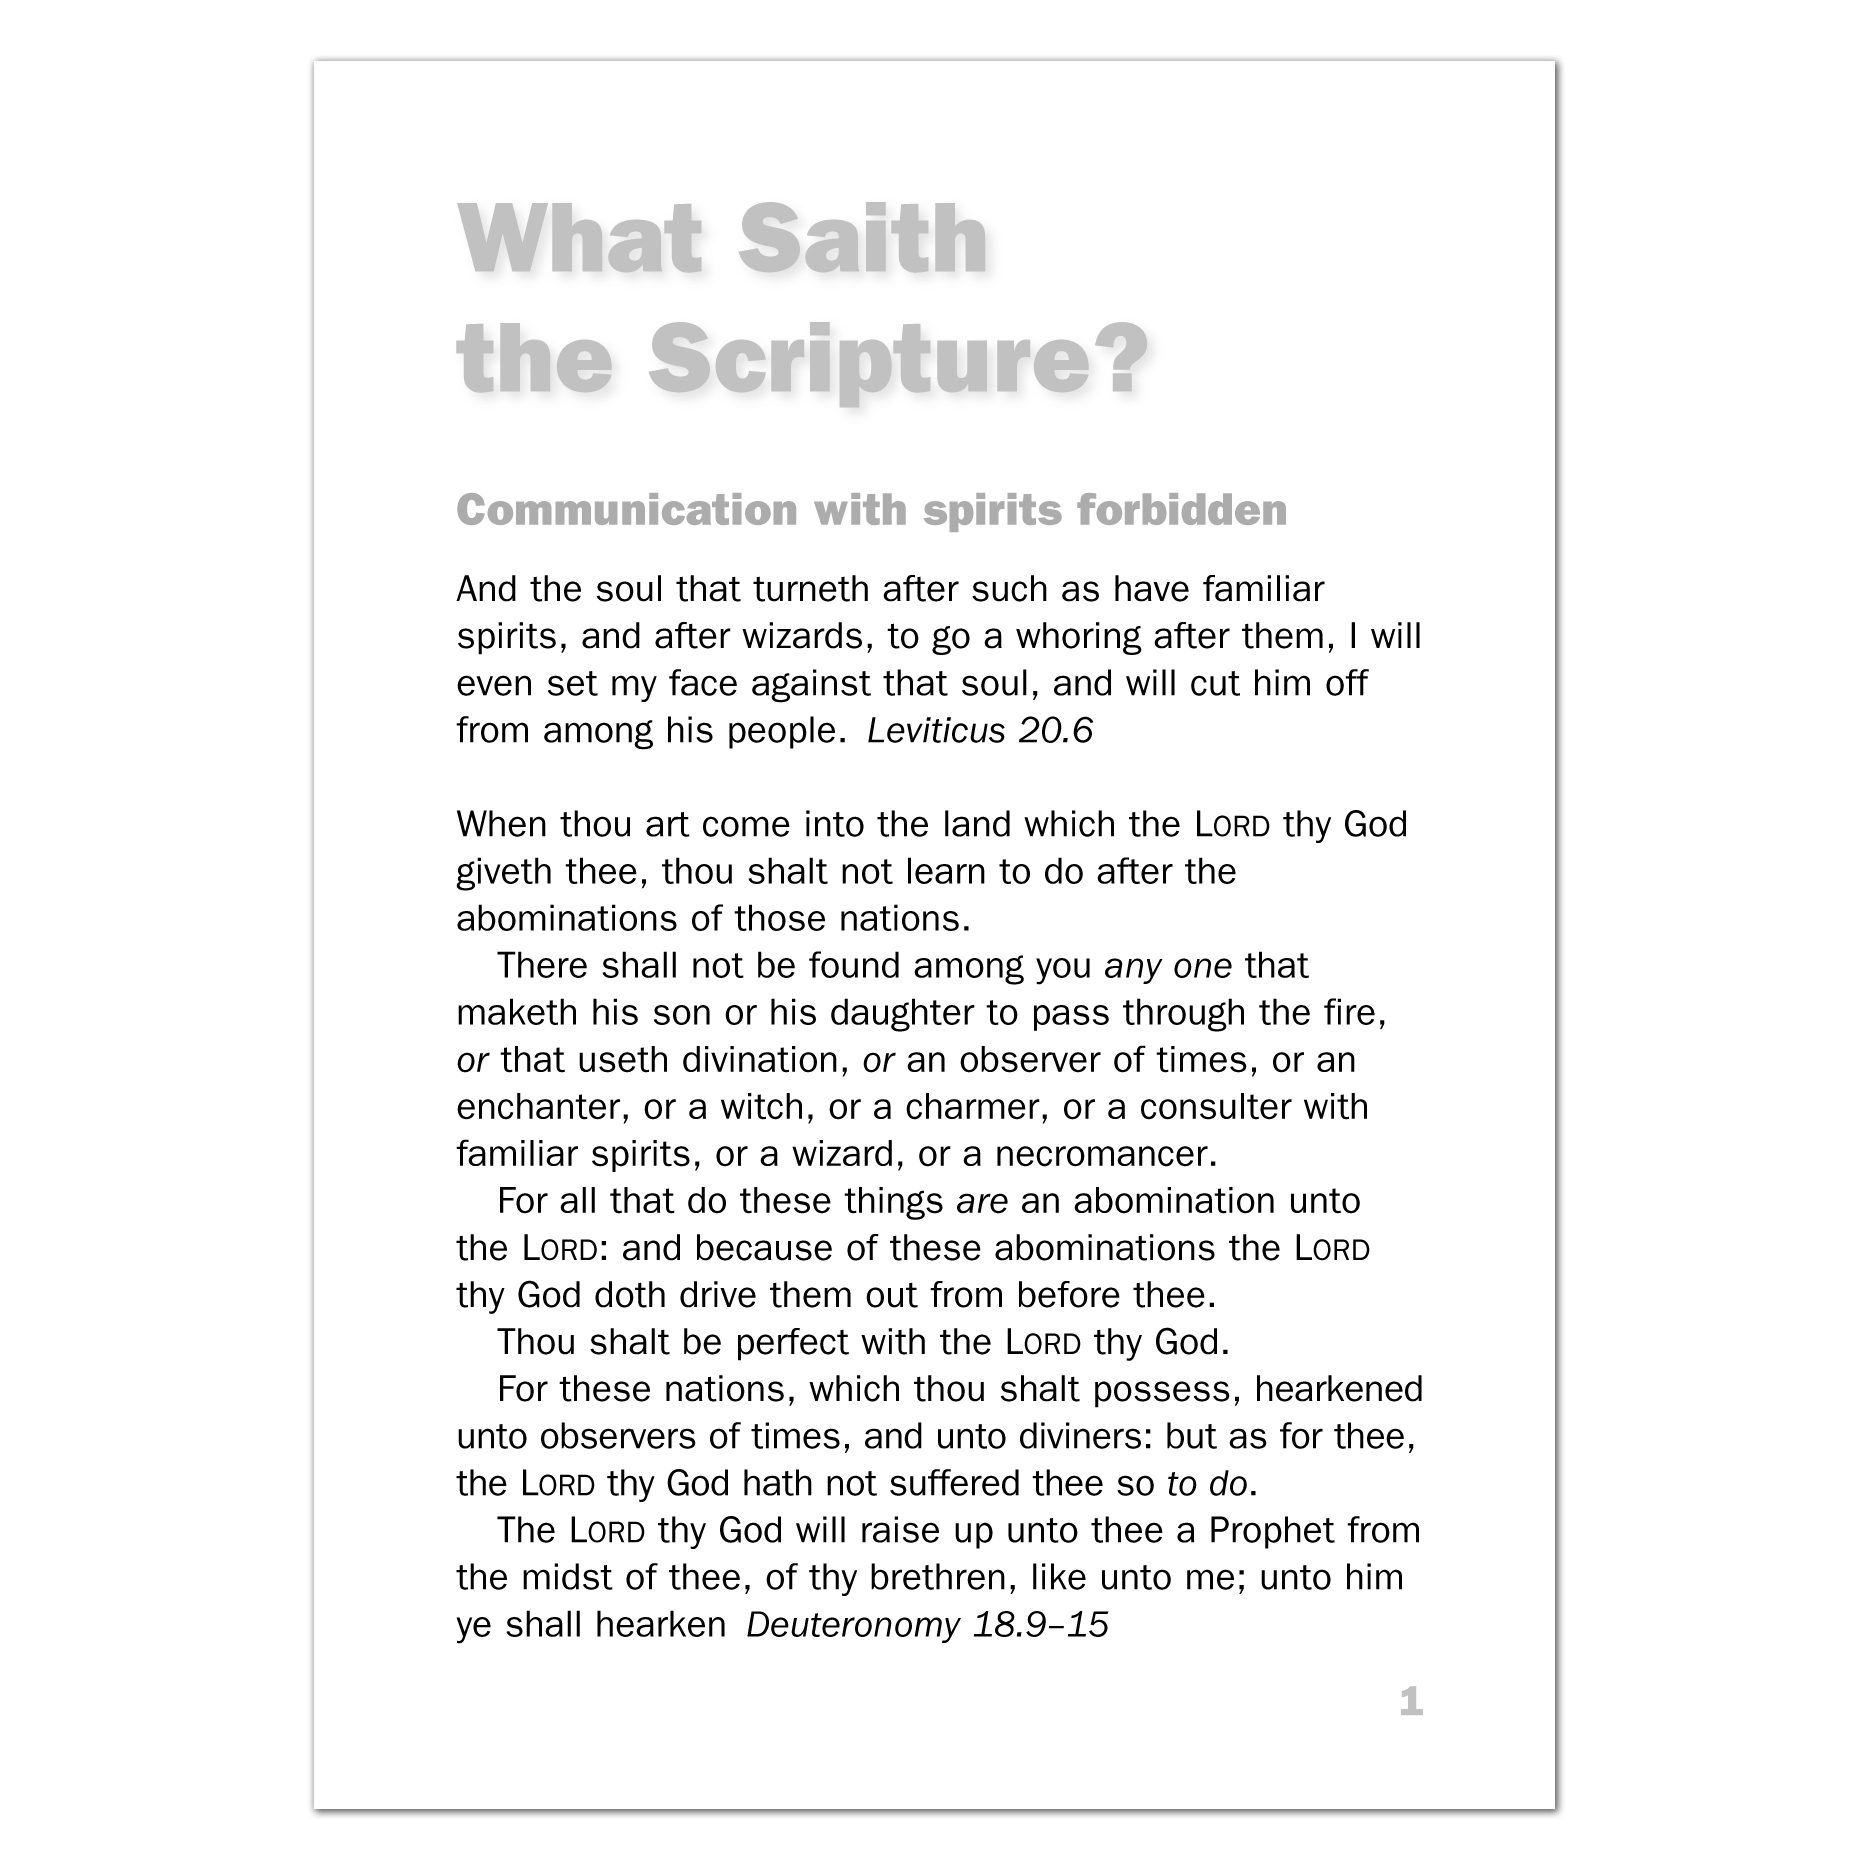 What Saith
the Scripture?
Communication with spirits forbidden
And the soul that turneth after such as have familiar
spirits, and after wizards, to go a whoring after them, I will
even set my face against that soul, and will cut him off
from among his people. Leviticus 20.6
When thou art come into the land which the LORD thy God
giveth thee, thou shalt not learn to do after the
abominations of those nations.
There shall not be found among you any one that
maketh his son or his daughter to pass through the fire,
or that useth divination, or an observer of times, or an
enchanter, or a witch, or a charmer, or a consulter with
familiar spirits, or a wizard, or a necromancer.
For all that do these things are an abomination unto
the LORD: and because of these abominations the LORD
thy God doth drive them out from before thee.
Thou shalt be perfect with the LORD thy God.
For these nations, which thou shalt possess, hearkened
unto observers of times, and unto diviners: but as for thee,
the LORD thy God hath not suffered thee so to do.
The LORD thy God will raise up unto thee a Prophet from
the midst of thee, of thy brethren, like unto me; unto him
ye shall hearken Deuteronomy 18.9–15
1